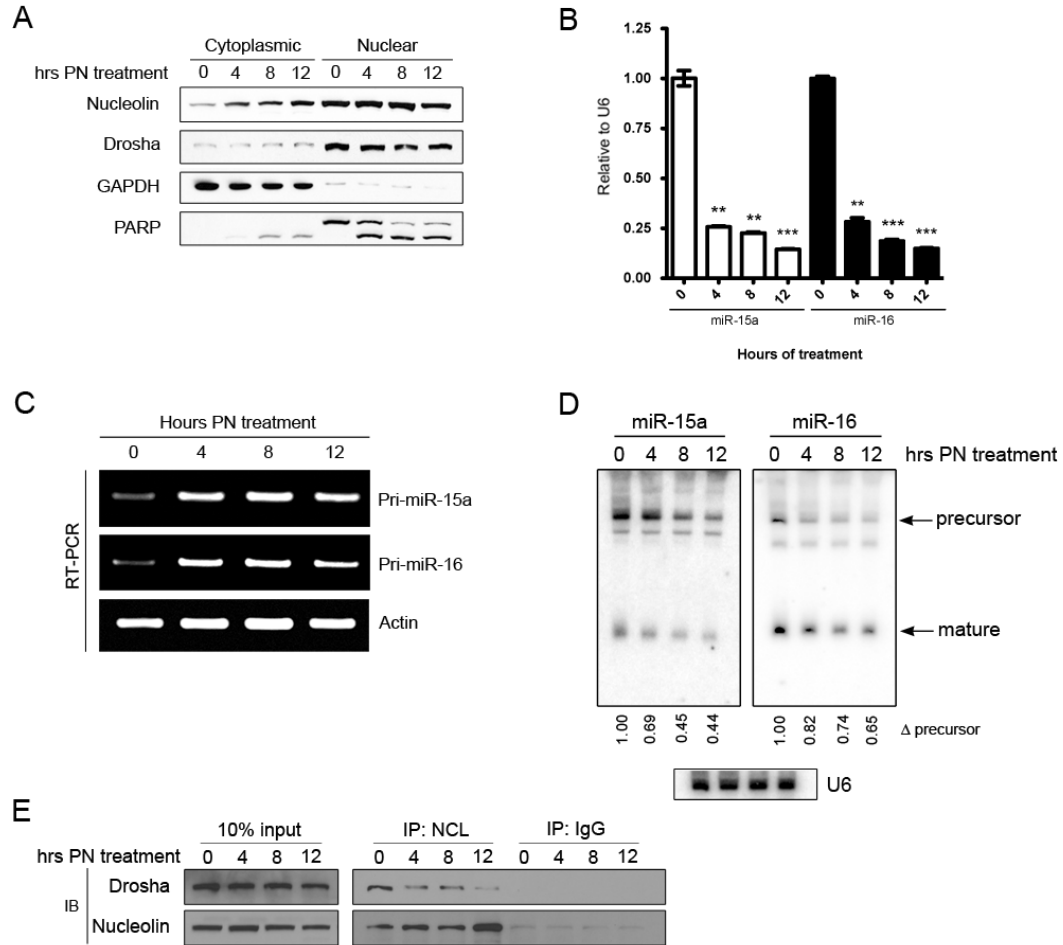 A
Cytoplasmic Nuclear
hrs PN treatment 0 4 8 12 0 4 8 12
Nucleolin
Drosha
GAPDH
PARP
B
Relative to U6
1.25
1.00
0.75
0.50
0.25
0.00
** ** *** ** *** ***
0 4 8 12 0 4 8 12
miR-15a miR-16
Hours of treatment
C
Hours PN treatment
0 4 8 12
RT-PCR
Pri-miR-15a
Pri-miR-16
Actin
D
miR-15a miR-16
0 4 8 12 0 4 8 12 hrs PN treatment
precursor
mature
1.00 0.69 0.45 0.44 1.00 0.82 0.74 0.65 Δ precursor
U6
E
10% input IP: NCL IP: IgG
hrs PN treatment 0 4 8 12 0 4 8 12 0 4 8 12
IB
Drosha
Nucleolin